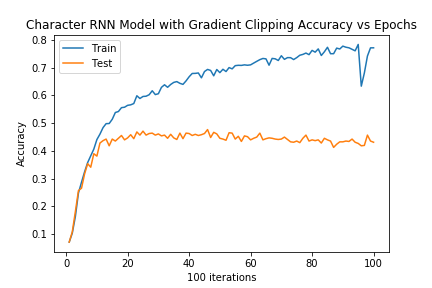 Character RNN Model with Gradient Clipping Accuracy vs Epochs
0.8
0.7
0.6
0.5
0.4
0.3
0.2
0.1
Accuracy
Train
Test
0 20 40 60 80 100
100 iterations